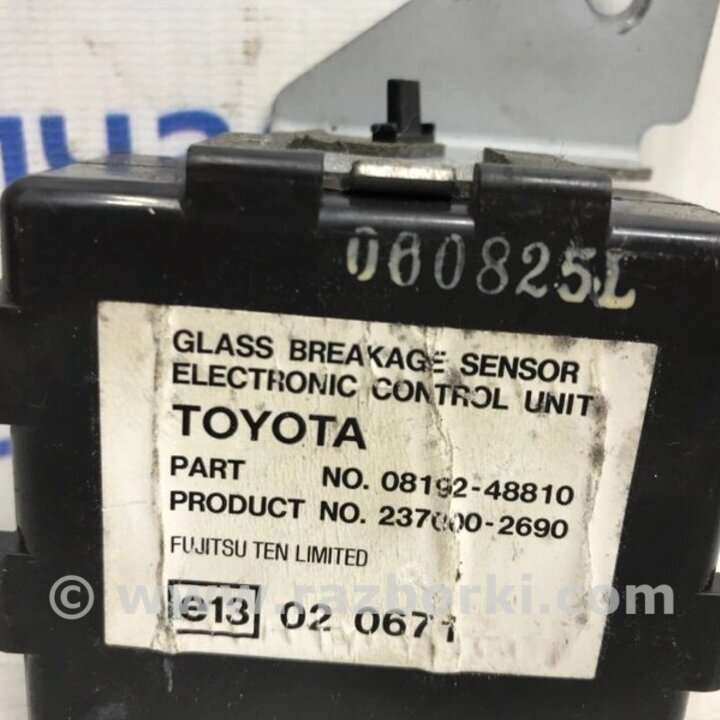 060825L
GLASS BREAKAGE SENSOR
ELECTRONIC CONTROL UNIT
TOYOTA
PART NO. 08192-48810
PRODUCT NO. 237000-2690
FUJITSU TEN LIMITED
© www.razborki.com
e13 02 0671